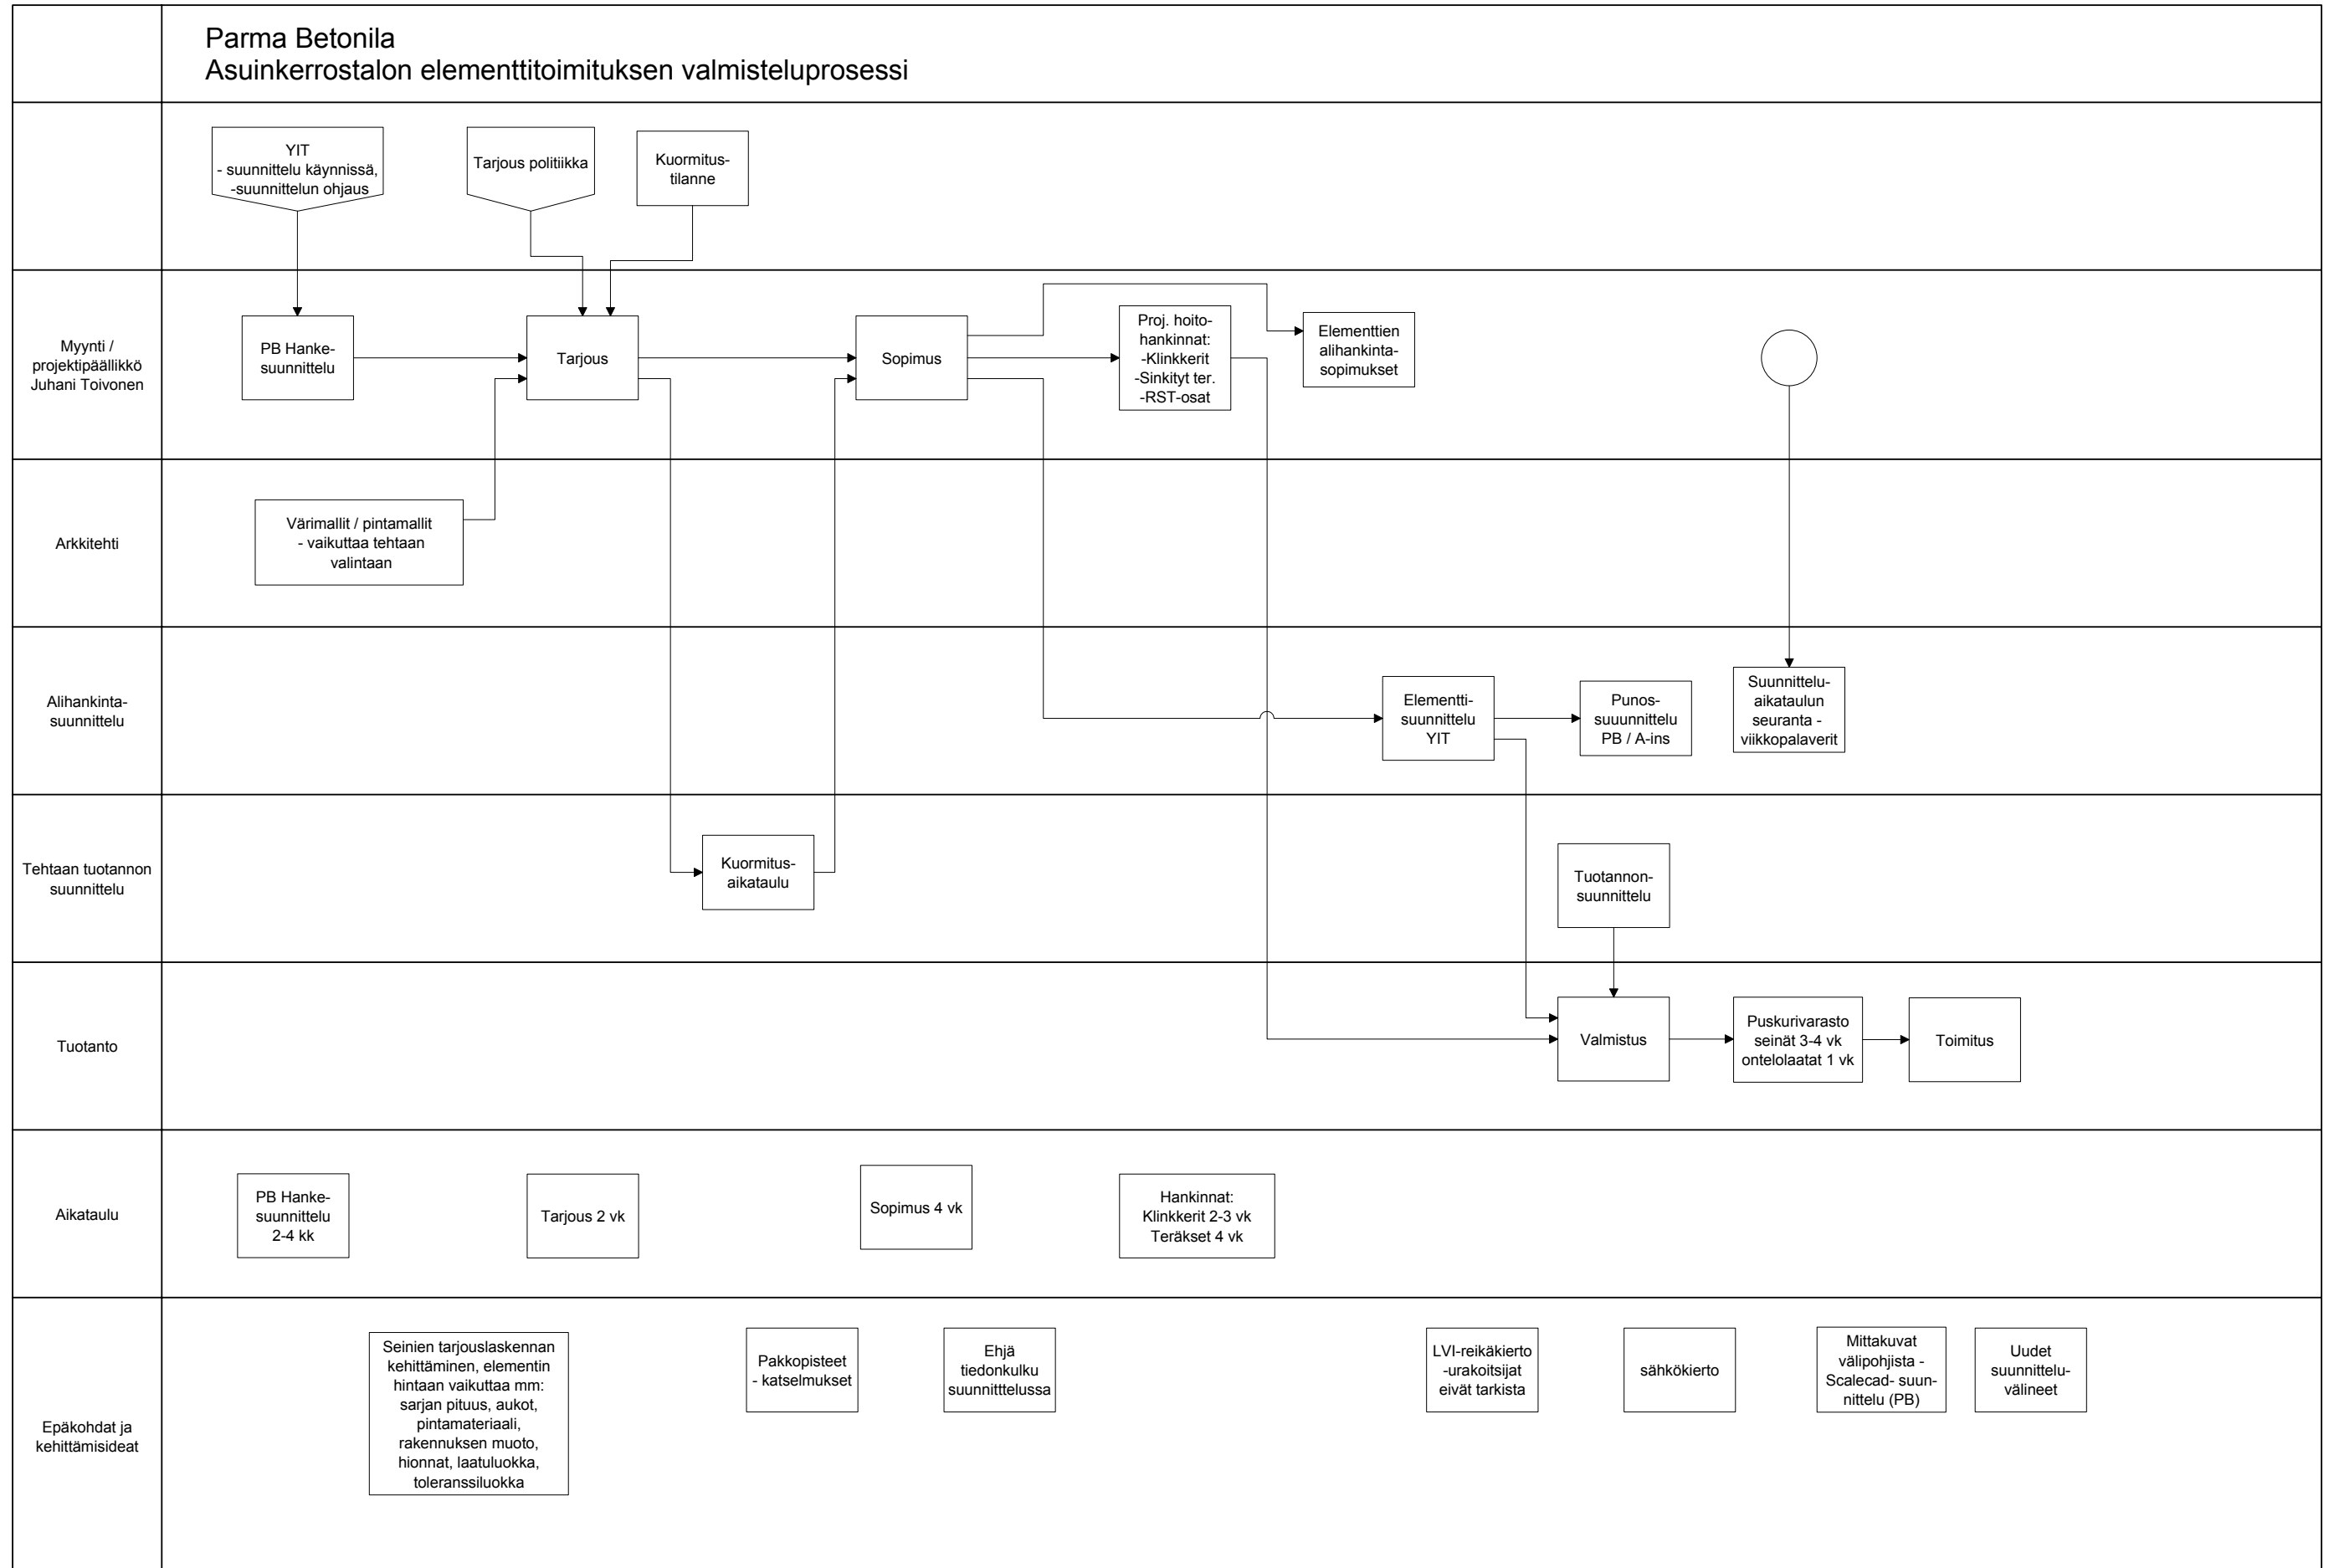 Parma Betonila
Asuinkerrostalon elementtitoimituksen valmisteluprosessi
YIT
- suunnittelu käynnissä,
-suunnittelun ohjaus
Tarjous politiikka
Kuormitus-
tilanne
Myynti /
projektipäällikkö
Juhani Toivonen
PB Hanke-
suunnittelu
Tarjous
Sopimus
Proj. hoito-
hankinnat:
-Klinkkerit
-Sinkityt ter.
-RST-osat
Elementtien
alihankinta-
sopimukset
Arkkitehti
Värimallit / pintamallit
- vaikuttaa tehtaan
valintaan
Alihankinta-
suunnittelu
Elementti-
suunnittelu
YIT
Punos-
suuunnittelu
PB / A-ins
Suunnittelu-
aikataulun
seuranta -
viikkopalaverit
Tehtaan tuotannon
suunnittelu
Kuormitus-
aikataulu
Tuotannon-
suunnittelu
Tuotanto
Valmistus
Puskurivarasto
seinät 3-4 vk
ontelolaatat 1 vk
Toimitus
Aikataulu
PB Hanke-
suunnittelu
2-4 kk
Tarjous 2 vk
Sopimus 4 vk
Hankinnat:
Klinkkerit 2-3 vk
Teräkset 4 vk
Epäkohdat ja
kehittämisideat
Seinien tarjouslaskennan
kehittäminen, elementin
hintaan vaikuttaa mm:
sarjan pituus, aukot,
pintamateriaali,
rakennuksen muoto,
hionnat, laatuluokka,
toleranssiluokka
Pakkopisteet
- katselmukset
Ehjä
tiedonkulku
suunnitttelussa
LVI-reikäkierto
-urakoitsijat
eivät tarkista
sähkökierto
Mittakuvat
välipohjista -
Scalecad- suun-
nittelu (PB)
Uudet
suunnittelu-
välineet